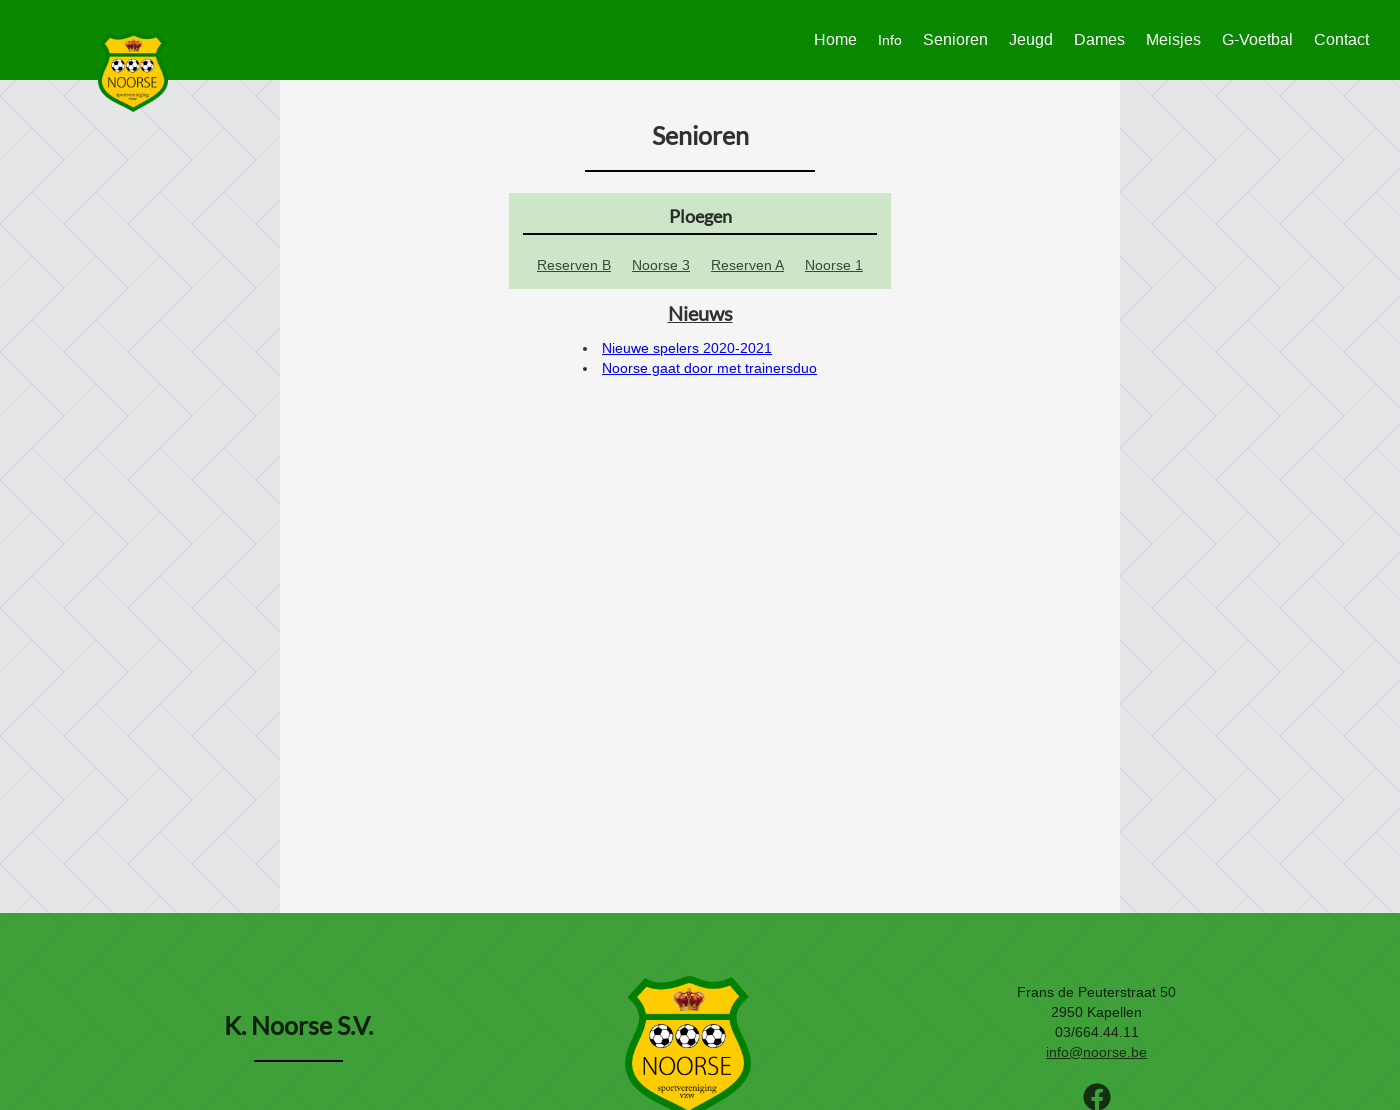 NOORSE
sportvereniging
vzw
Home Info Senioren Jeugd Dames Meisjes G-Voetbal Contact
Senioren
Ploegen
Reserven B Noorse 3 Reserven A Noorse 1
Nieuws
Nieuwe spelers 2020-2021
Noorse gaat door met trainersduo
K. Noorse S.V.
NOORSE
sportvereniging
vzw
Frans de Peuterstraat 50
2950 Kapellen
03/664.44.11
info@noorse.be